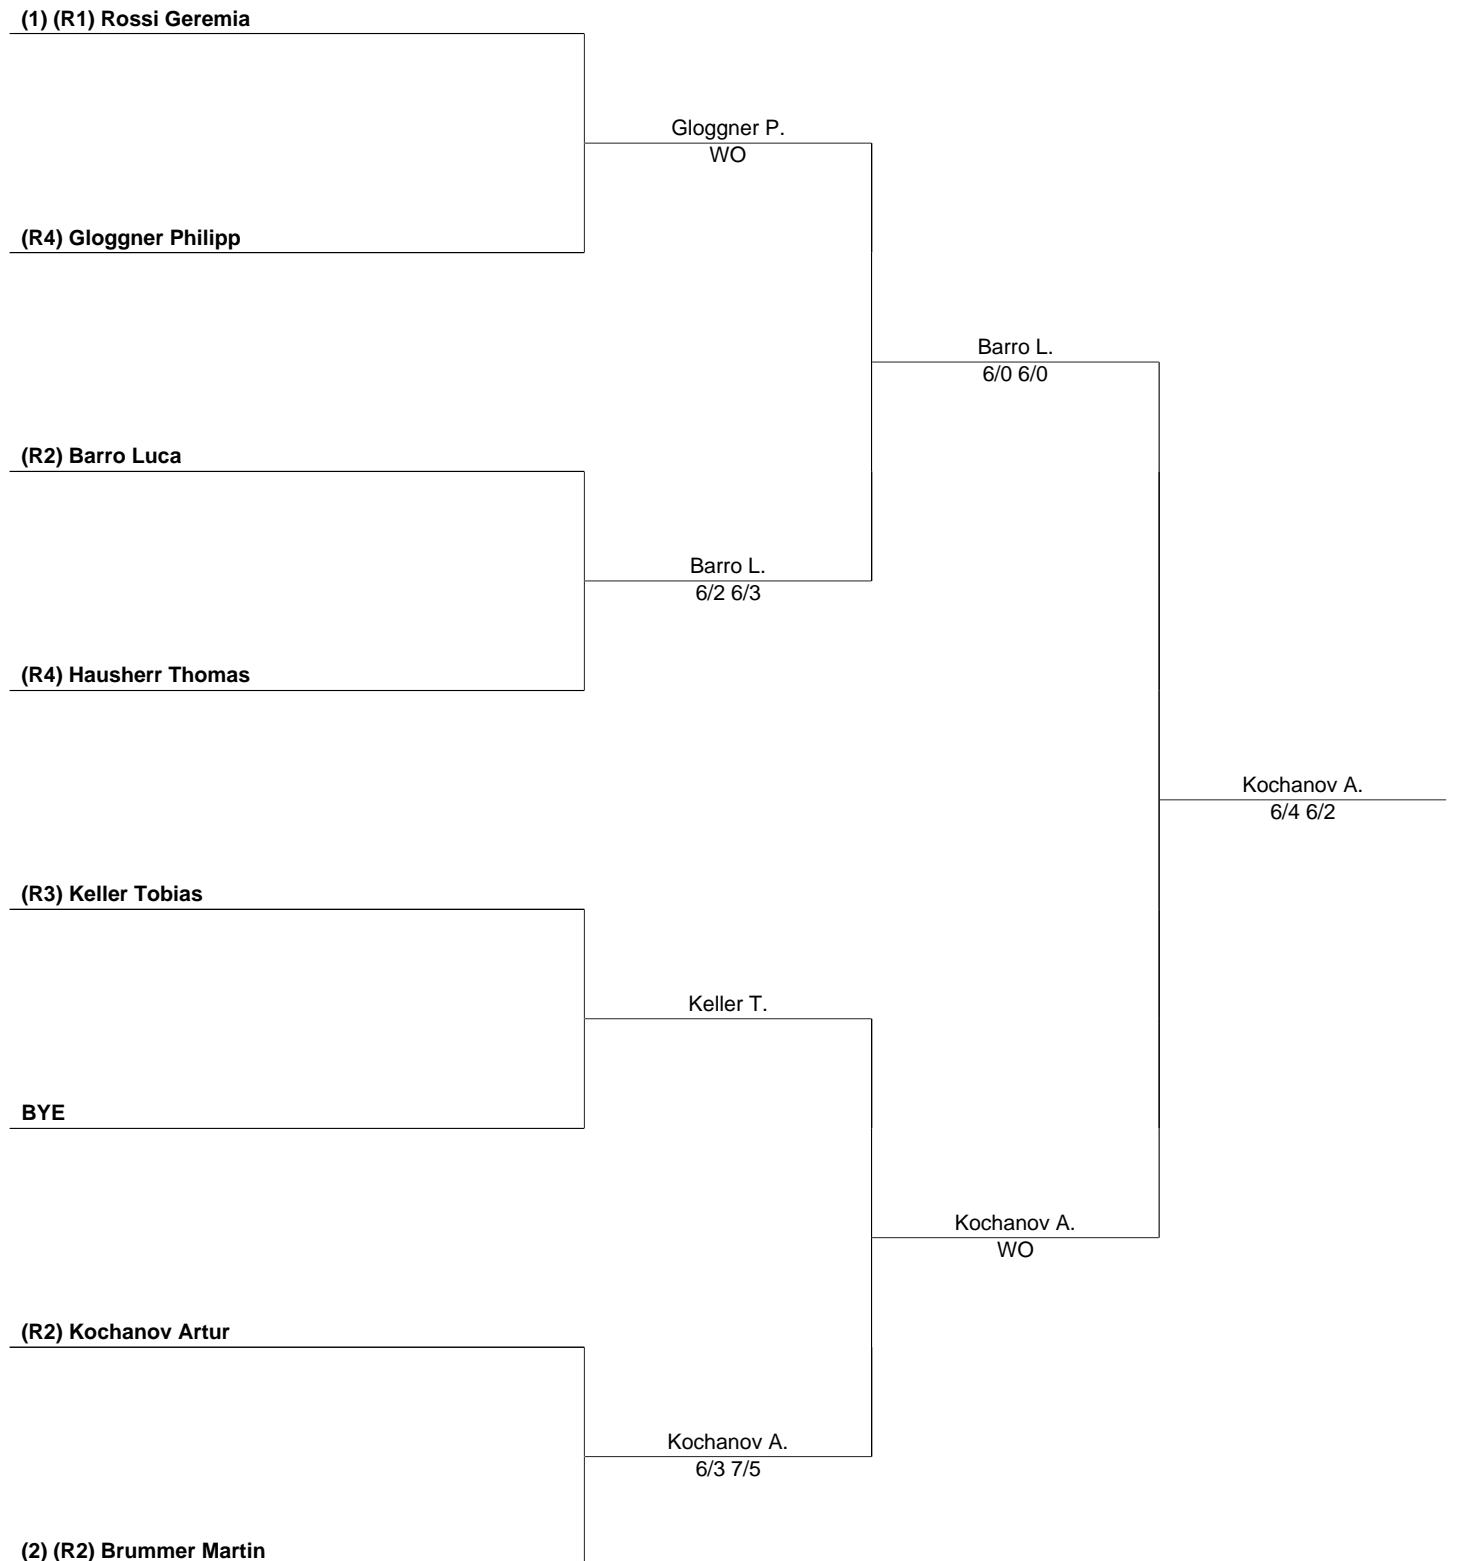 (1) (R1) Rossi Geremia
Gloggner P.
WO
(R4) Gloggner Philipp
Barro L.
6/0 6/0
(R2) Barro Luca
Barro L.
6/2 6/3
(R4) Hausherr Thomas
Kochanov A.
6/4 6/2
(R3) Keller Tobias
Keller T.
BYE
Kochanov A.
WO
(R2) Kochanov Artur
Kochanov A.
6/3 7/5
(2) (R2) Brummer Martin